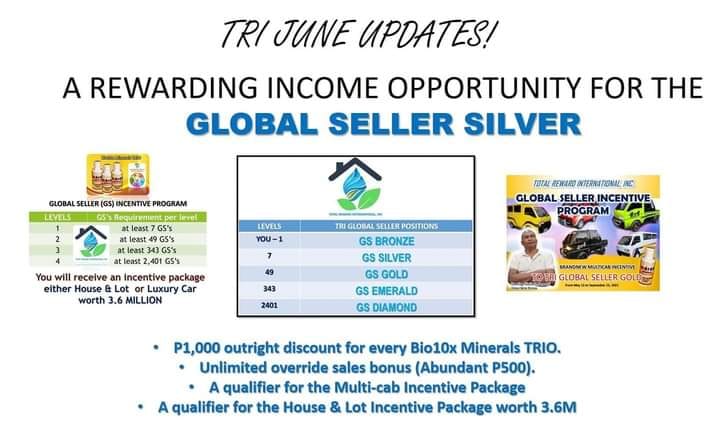 TRI JUNE UPDATES!
A REWARDING INCOME OPPORTUNITY FOR THE
GLOBAL SELLER SILVER
GLOBAL SELLER (GS) INCENTIVE PROGRAM
LEVELS GS's Requirement per level
1 at least 7 GS's
2 at least 49 GS's
3 at least 343 GS's
4 at least 2,401 GS's
You will receive an incentive package
either House & Lot or Luxury Car
worth 3.6 MILLION
TOTAL REWARD INTERNATIONAL, INC
LEVELS TRI GLOBAL SELLER POSITIONS
YOU – 1 GS BRONZE
7 GS SILVER
49 GS GOLD
343 GS EMERALD
2401 GS DIAMOND
TOTAL REWARD INTERNATIONAL, INC.
GLOBAL SELLER INCENTIVE
PROGRAM
BRANDNEW MULTICAB INCENTIVE
TO TRI GLOBAL SELLER GOLD
• P1,000 outright discount for every Bio10x Minerals TRIO.
• Unlimited override sales bonus (Abundant P500).
• A qualifier for the Multi-cab Incentive Package
• A qualifier for the House & Lot Incentive Package worth 3.6M